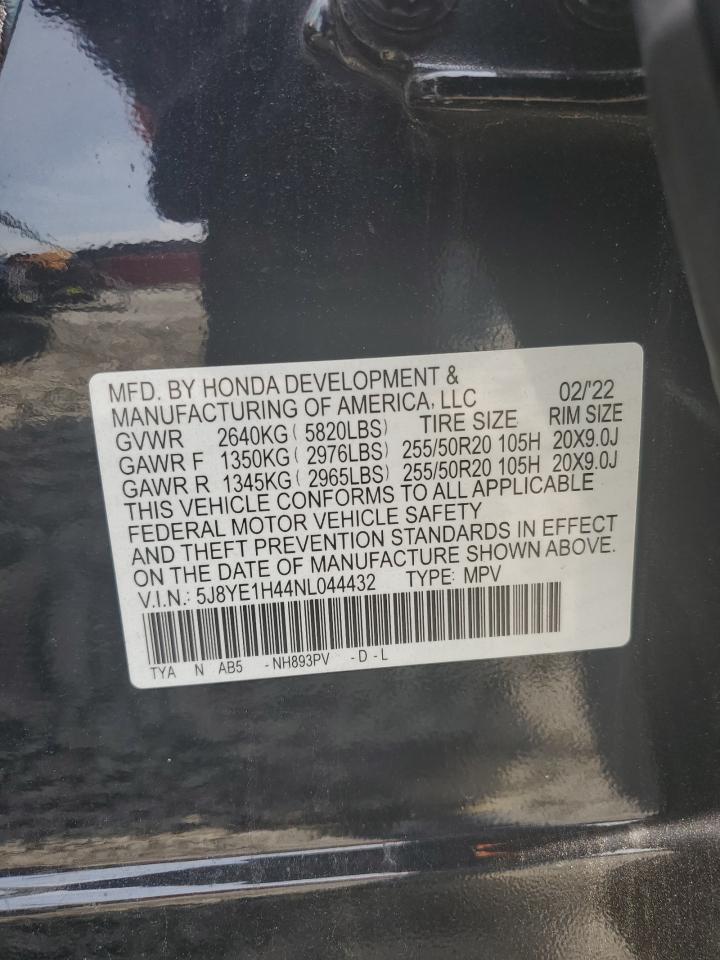 MFD. BY HONDA DEVELOPMENT &
MANUFACTURING OF AMERICA, LLC 02/'22
GVWR 2640KG ( 5820LBS) TIRE SIZE RIM SIZE
GAWR F 1350KG ( 2976LBS) 255/50R20 105H 20X9.0J
GAWR R 1345KG ( 2965LBS) 255/50R20 105H 20X9.0J
THIS VEHICLE CONFORMS TO ALL APPLICABLE
FEDERAL MOTOR VEHICLE SAFETY
AND THEFT PREVENTION STANDARDS IN EFFECT
ON THE DATE OF MANUFACTURE SHOWN ABOVE.
V.I.N.: 5J8YE1H44NL044432 TYPE: MPV
TYA N AB5 -NH893PV -D-L